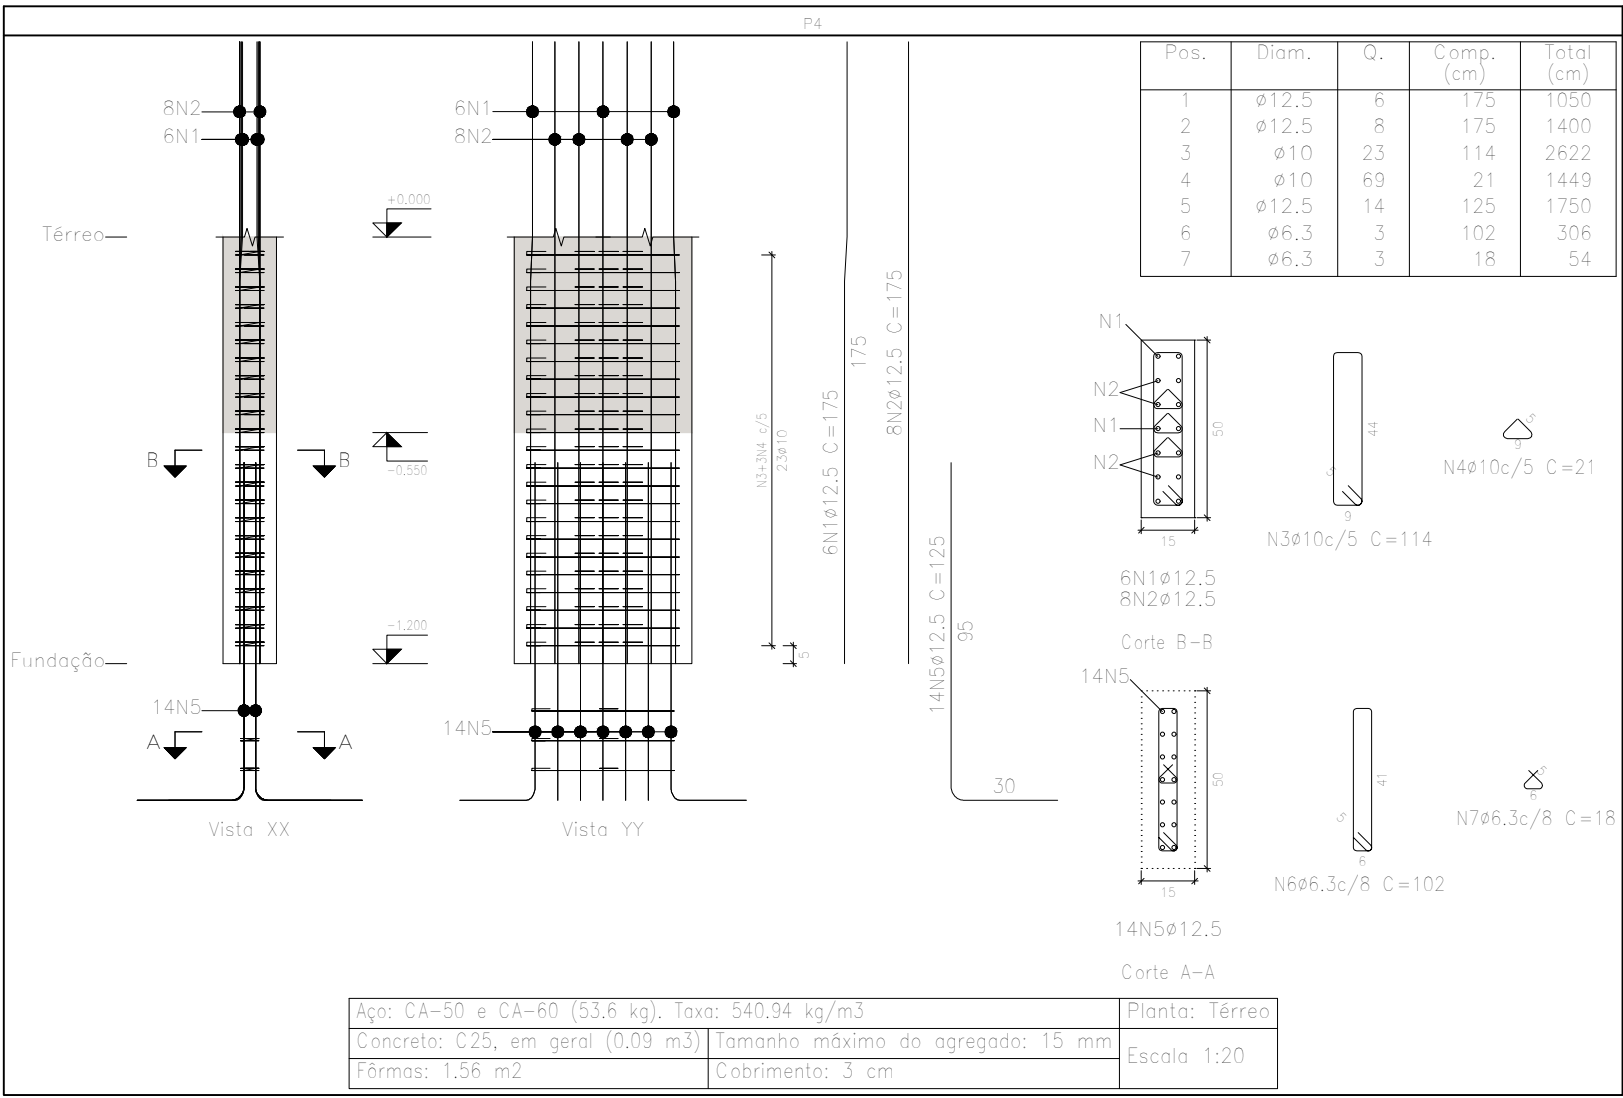 P4
Pos. Diam. Q. Comp. (cm) Total (cm)
1 ø12.5 6 175 1050
2 ø12.5 8 175 1400
3 ø10 23 114 2622
4 ø10 69 21 1449
5 ø12.5 14 125 1750
6 ø6.3 3 102 306
7 ø6.3 3 18 54
8N2
6N1
6N1
8N2
+0.000
Térreo
B B
-0.550
-1.200
Fundação
14N5
14N5
A A
Vista XX
Vista YY
N3+3N4 c/5
23ø10
5
6N1ø12.5 C=175
175
8N2ø12.5 C=175
14N5ø12.5 C=125
95
30
N1
N2
N1
N2
50
15
6N1ø12.5
8N2ø12.5
Corte B-B
44
5
9
N3ø10c/5 C=114
5
9
N4ø10c/5 C=21
14N5
50
15
14N5ø12.5
Corte A-A
41
5
6
N6ø6.3c/8 C=102
5
6
N7ø6.3c/8 C=18
Aço: CA-50 e CA-60 (53.6 kg). Taxa: 540.94 kg/m3
Planta: Térreo
Concreto: C25, em geral (0.09 m3)
Tamanho máximo do agregado: 15 mm
Escala 1:20
Fôrmas: 1.56 m2
Cobrimento: 3 cm